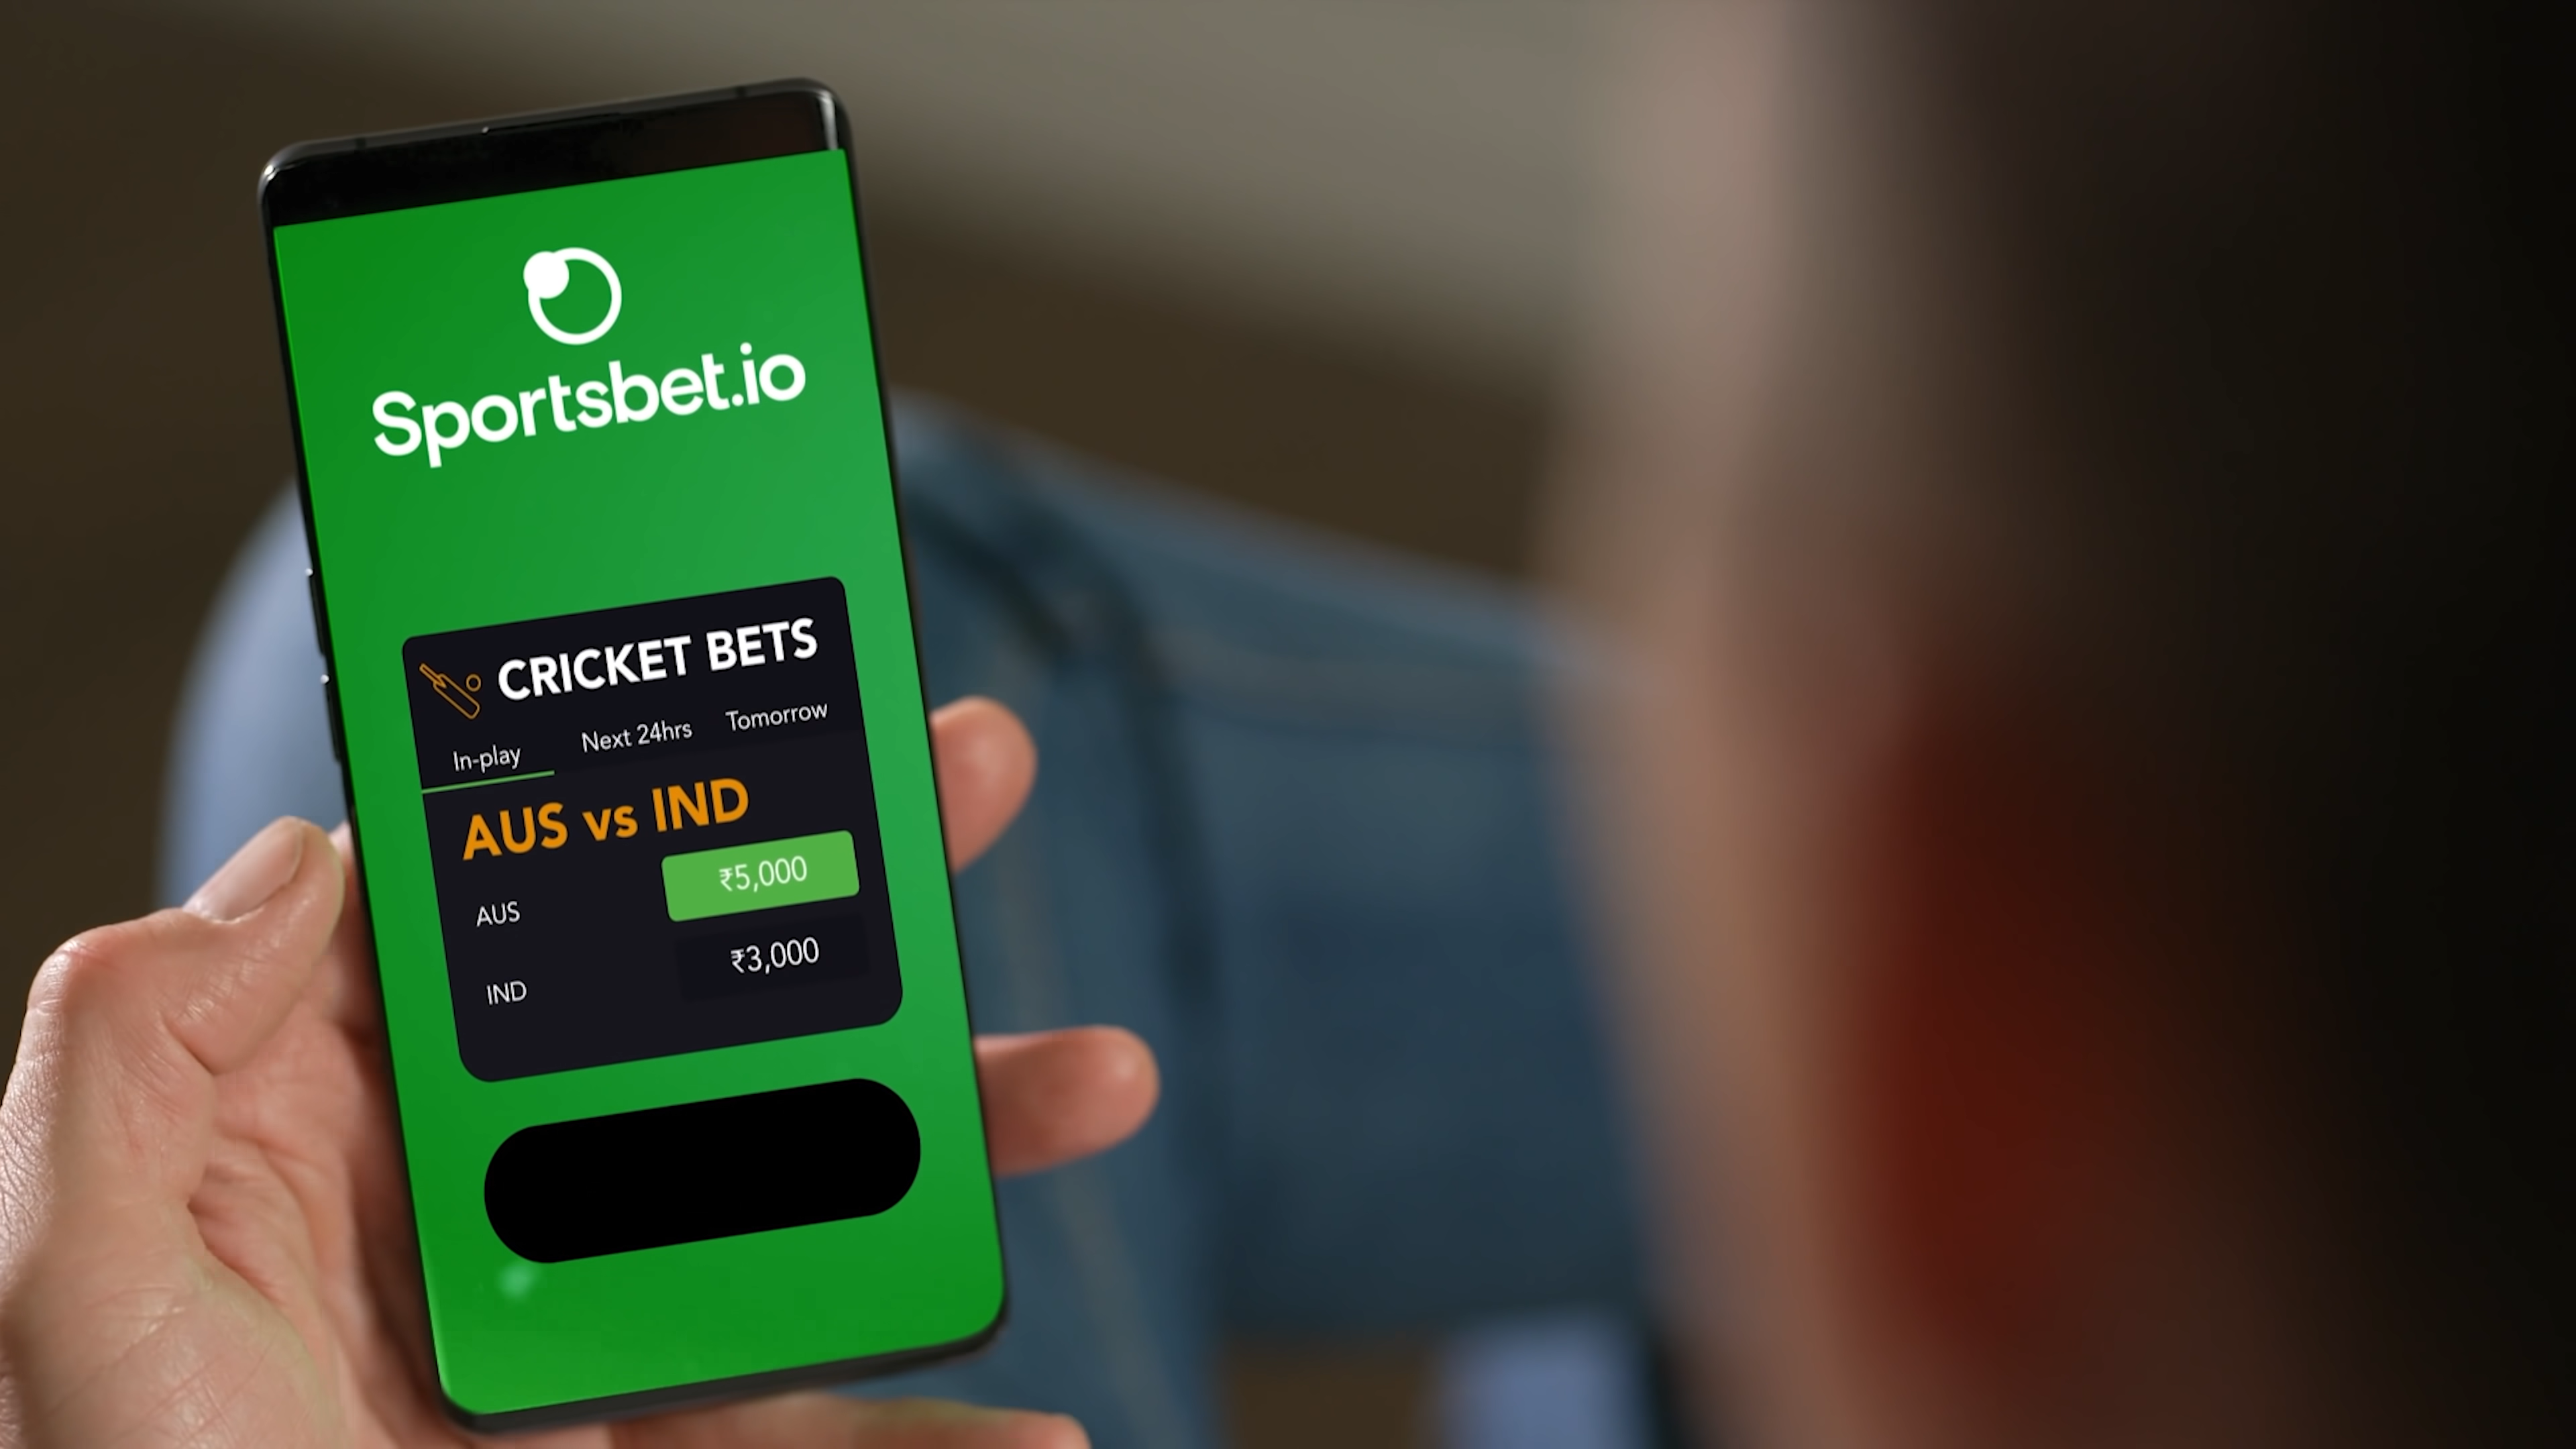 Sportsbet.io
CRICKET BETS
In-play Next 24hrs Tomorrow
AUS vs IND
AUS ₹5,000
IND ₹3,000